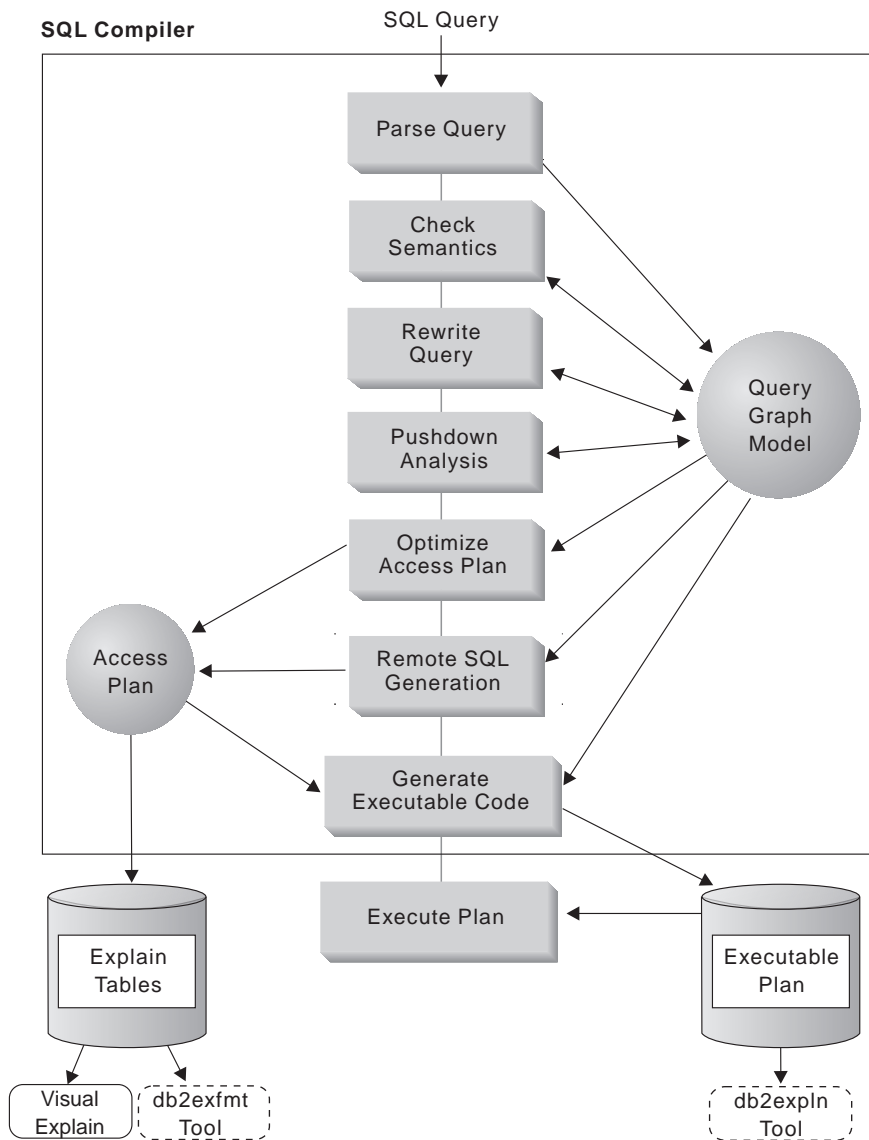 SQL Query
SQL Compiler
Parse Query
Check
Semantics
Rewrite
Query
Query
Graph
Model
Pushdown
Analysis
Optimize
Access Plan
Access
Plan
Remote SQL
Generation
Generate
Executable Code
Execute Plan
Explain
Tables
Executable
Plan
Visual
Explain
db2exfmt
Tool
db2expln
Tool